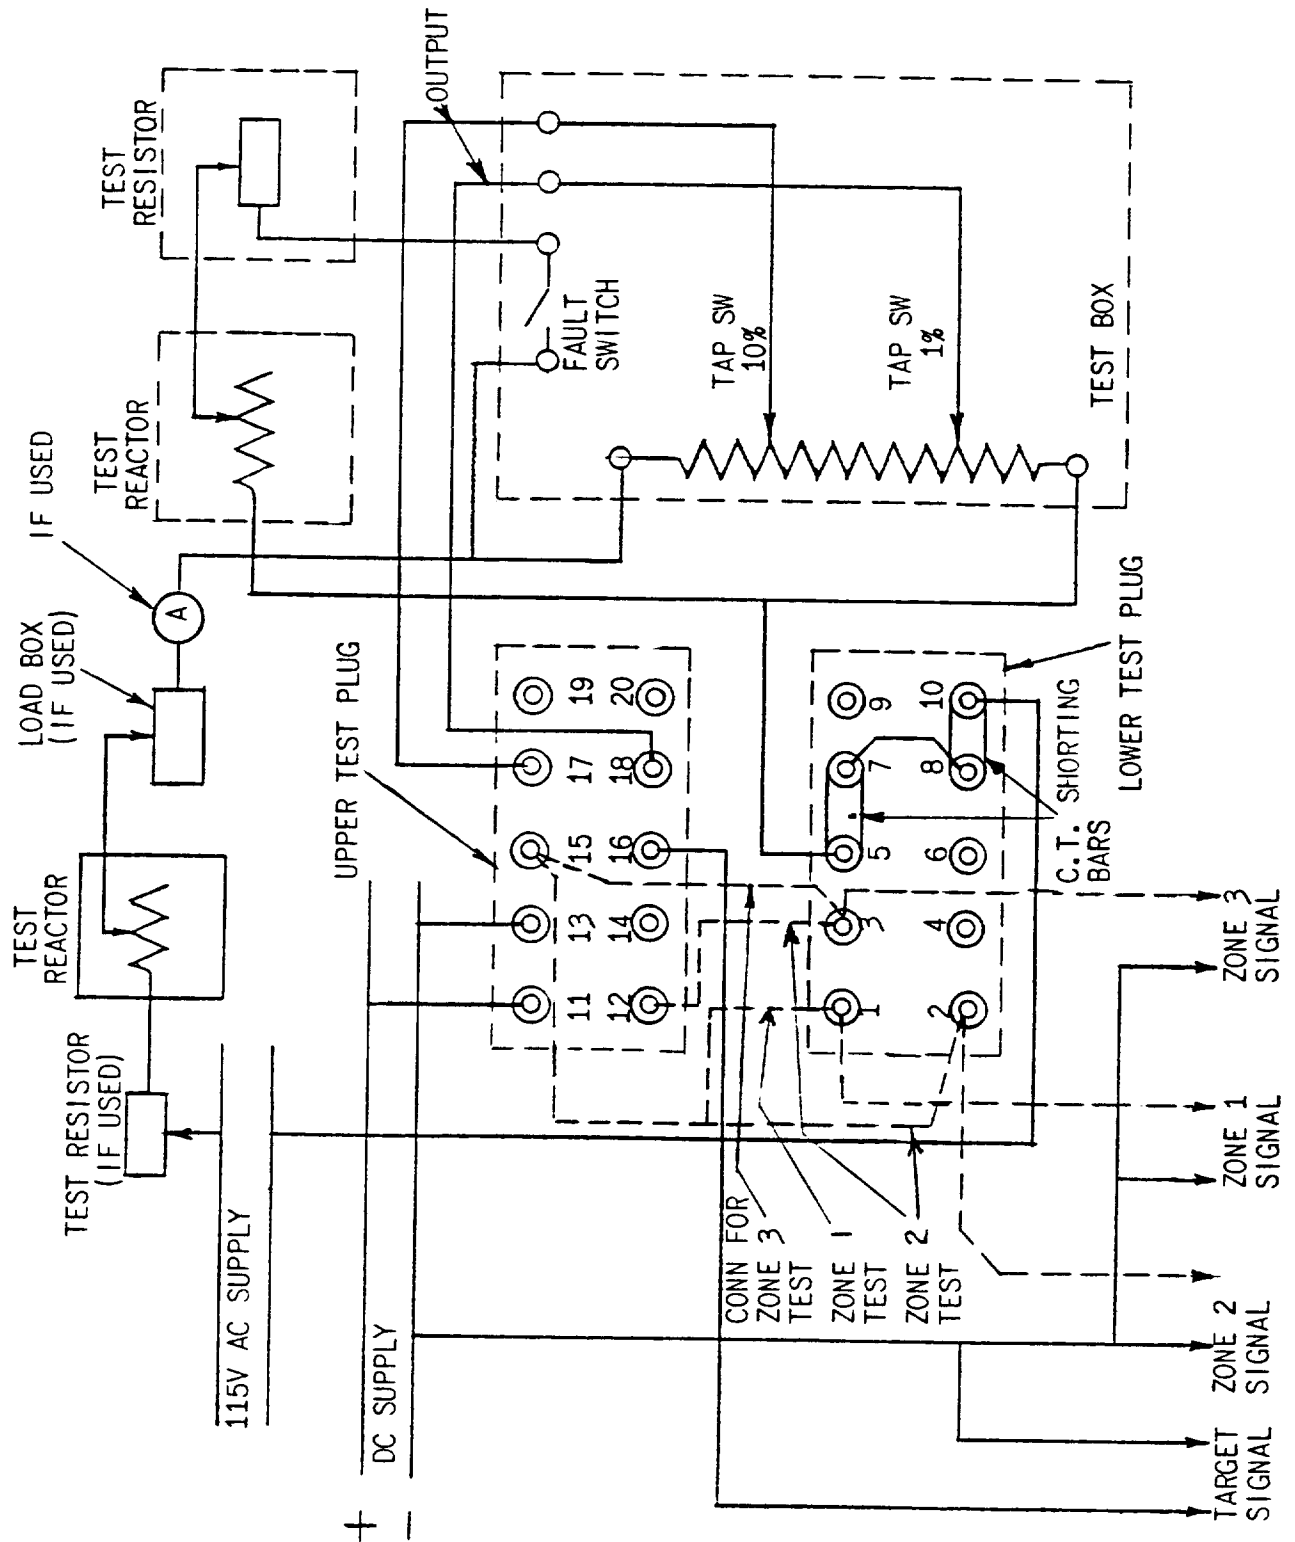 TEST RESISTOR
(IF USED)
TEST
REACTOR
LOAD BOX
(IF USED)
IF USED
A
TEST
REACTOR
TEST
RESISTOR
OUTPUT
115V AC SUPPLY
+
DC SUPPLY
-
UPPER TEST PLUG
11
13
15
17
19
12
14
16
18
20
FAULT
SWITCH
TAP SW
10%
TAP SW
1%
TEST BOX
CONN FOR
ZONE 3
TEST
ZONE 1
TEST
ZONE 2
TEST
1
3
5
7
9
2
4
6
8
10
C.T. SHORTING
BARS
LOWER TEST PLUG
TARGET
SIGNAL
ZONE 2
SIGNAL
ZONE 1
SIGNAL
ZONE 3
SIGNAL